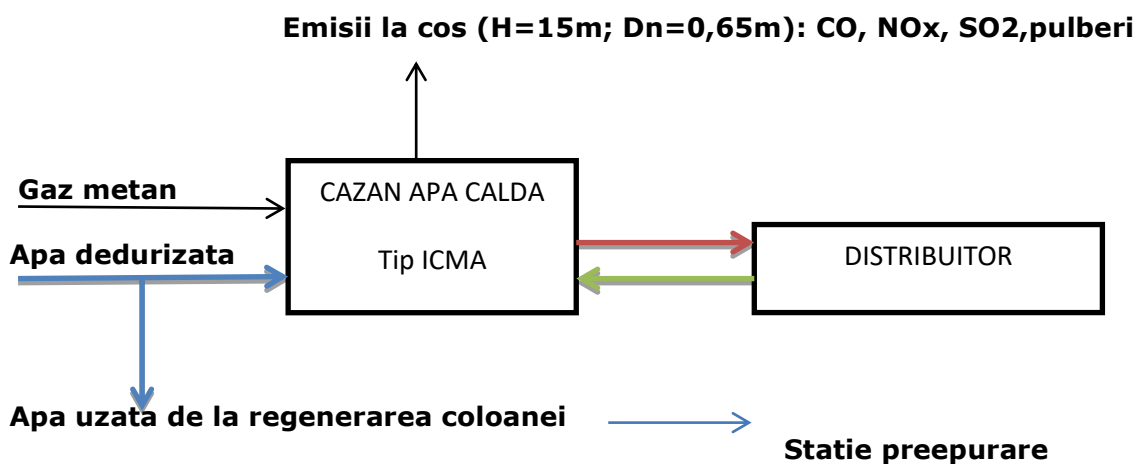 Emisii la cos (H=15m; Dn=0,65m): CO, NOx, SO2,pulberi
Gaz metan
CAZAN APA CALDA
Tip ICMA
Apa dedurizata
DISTRIBUITOR
Apa uzata de la regenerarea coloanei
Statie preepurare